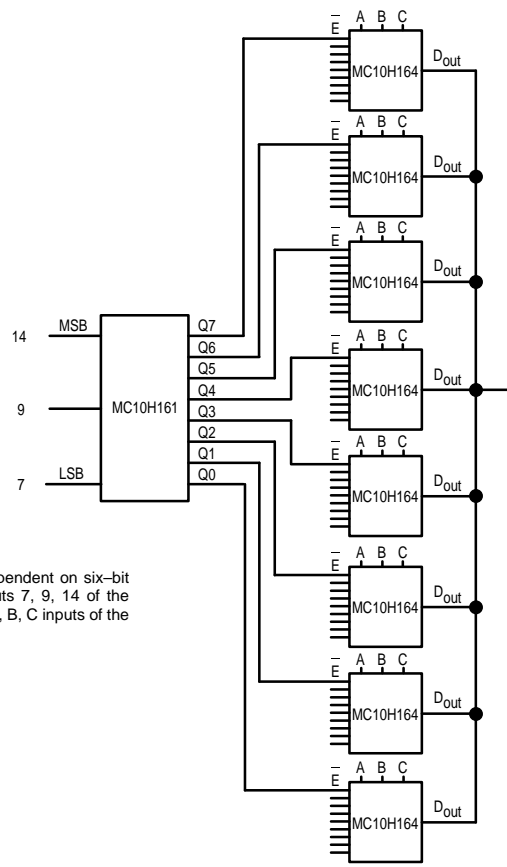 E A B C
MC10H164
Dout
E A B C
MC10H164
Dout
E A B C
MC10H164
Dout
E A B C
MC10H164
Dout
E A B C
MC10H164
Dout
E A B C
MC10H164
Dout
E A B C
MC10H164
Dout
E A B C
MC10H164
Dout
14 MSB
9
7 LSB
MC10H161
Q7
Q6
Q5
Q4
Q3
Q2
Q1
Q0
pendent on six–bit
uts 7, 9, 14 of the
, B, C inputs of the